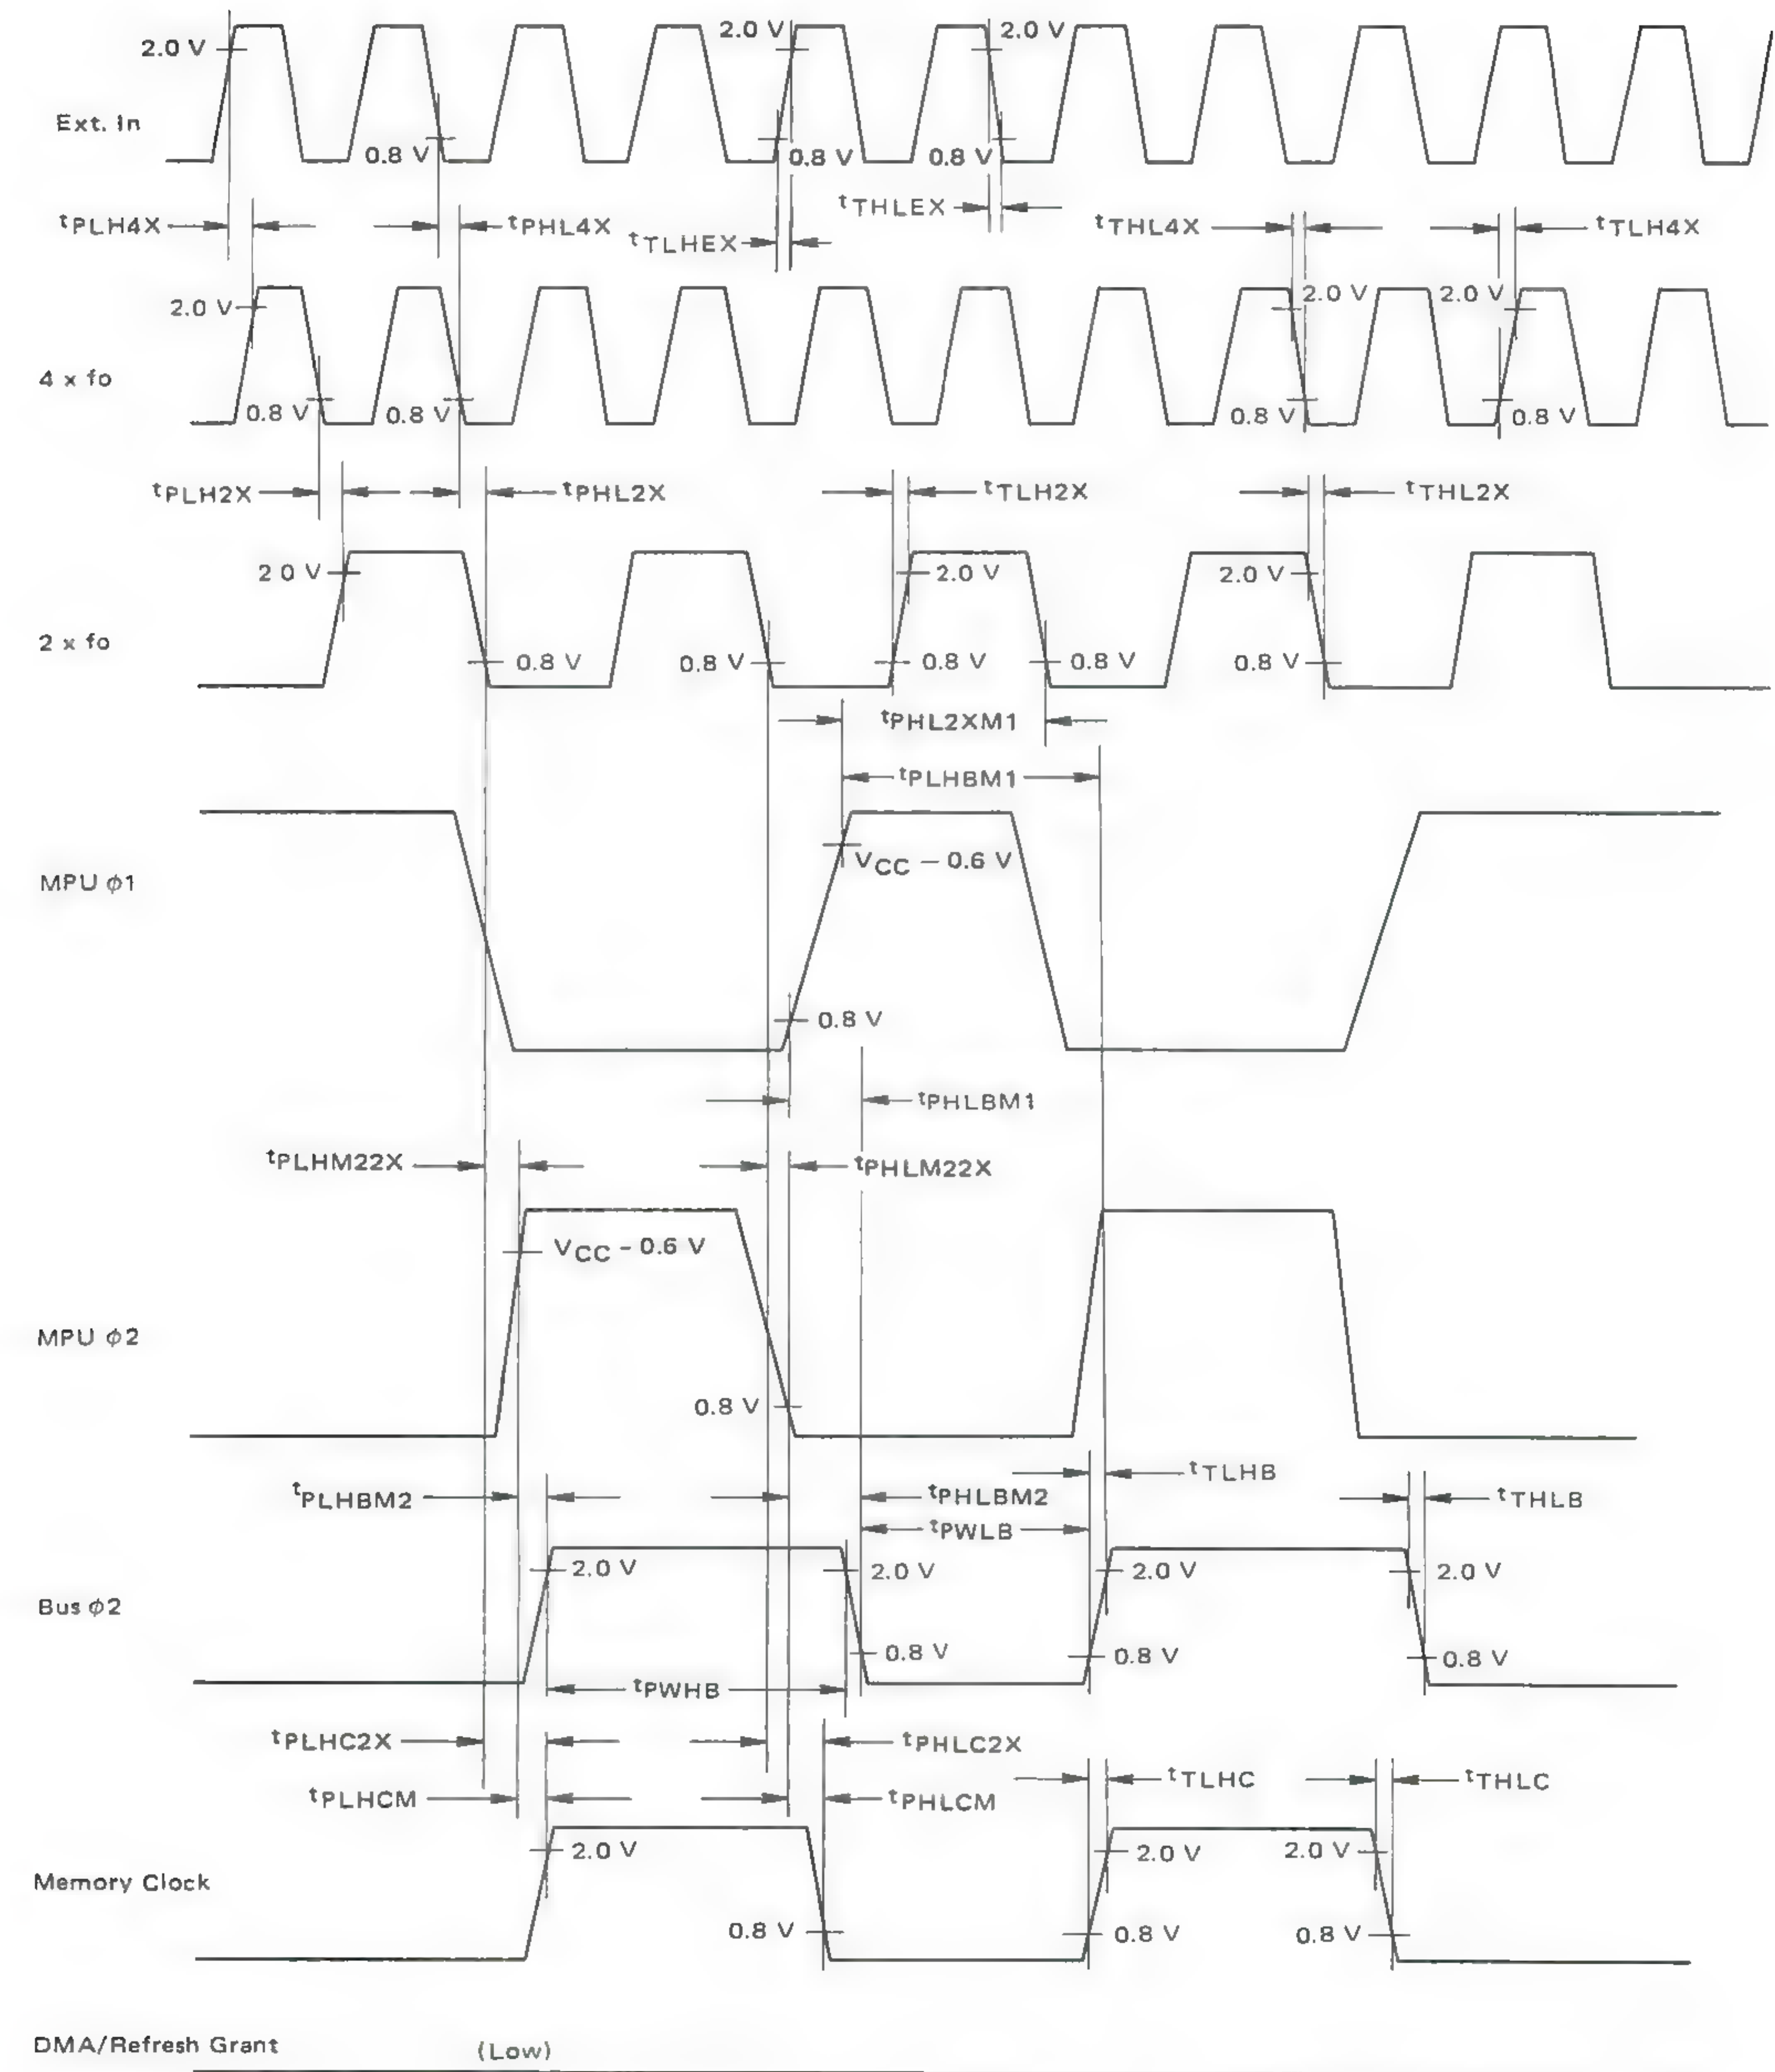 2.0 V
2.0 V
2.0 V
Ext. In
0.8 V
0.8 V
0.8 V
tPLH4X
tPHL4X
tTLHEX
tTHLEX
tTHL4X
tTLH4X
2.0 V
2.0 V
2.0 V
4 x fo
0.8 V
0.8 V
0.8 V
0.8 V
tPLH2X
tPHL2X
tTLH2X
tTHL2X
2 0 V
2.0 V
2.0 V
2 x fo
0.8 V
0.8 V
0.8 V
0.8 V
0.8 V
tPHL2XM1
tPLHBM1
VCC – 0.6 V
MPU ϕ1
0.8 V
tPHLBM1
tPLHM22X
tPHLM22X
VCC - 0.6 V
MPU ϕ2
0.8 V
tTLHB
tPLHBM2
tPHLBM2
tTHLB
tPWLB
2.0 V
2.0 V
2.0 V
2.0 V
Bus ϕ2
0.8 V
0.8 V
0.8 V
tPWHB
tPLHC2X
tPHLC2X
tTLHC
tTHLC
tPLHCM
tPHLCM
2.0 V
2.0 V
2.0 V
Memory Clock
0.8 V
0.8 V
0.8 V
DMA/Refresh Grant
(Low)